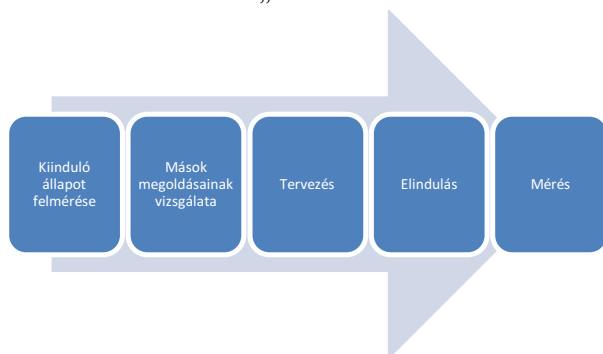 „
Kiinduló
állapot
felmérése
Mások
megoldásainak
vizsgálata
Tervezés
Elindulás
Mérés